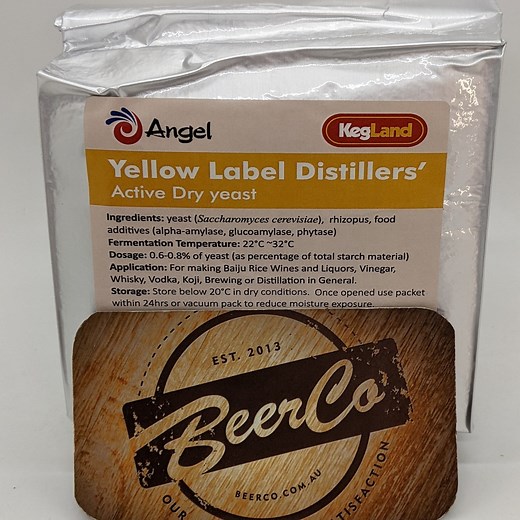 Angel
KegLand
Yellow Label Distillers'
Active Dry yeast
Ingredients: yeast (Saccharomyces cerevisiae), rhizopus, food
additives (alpha-amylase, glucoamylase, phytase)
Fermentation Temperature: 22°C ~32°C
Dosage: 0.6-0.8% of yeast (as percentage of total starch material)
Application: For making Baiju Rice Wines and Liquors, Vinegar,
Whisky, Vodka, Koji, Brewing or Distillation in General.
Storage: Store below 20°C in dry conditions. Once opened use packet
within 24hrs or vacuum pack to reduce moisture exposure.
EST. 2013
BeerCo
BEERCO.COM.AU
OUR